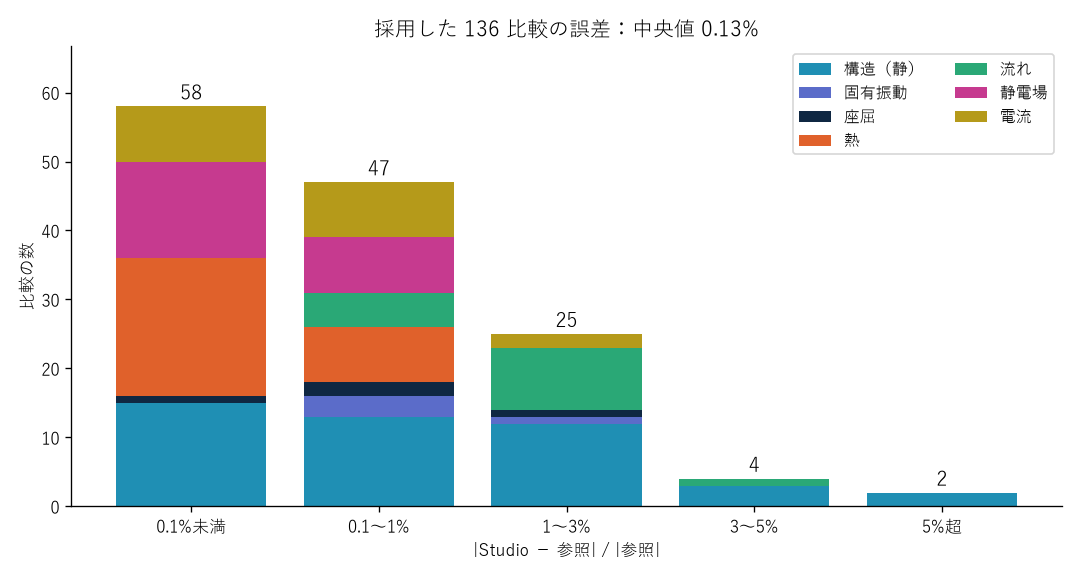 採用した 136 比較の誤差：中央値 0.13%
比較の数
60
50
40
30
20
10
0
58
47
25
4
2
構造（静）
固有振動
座屈
熱
流れ
静電場
電流
0.1%未満
0.1～1%
1～3%
3～5%
5%超
|Studio − 参照| / |参照|